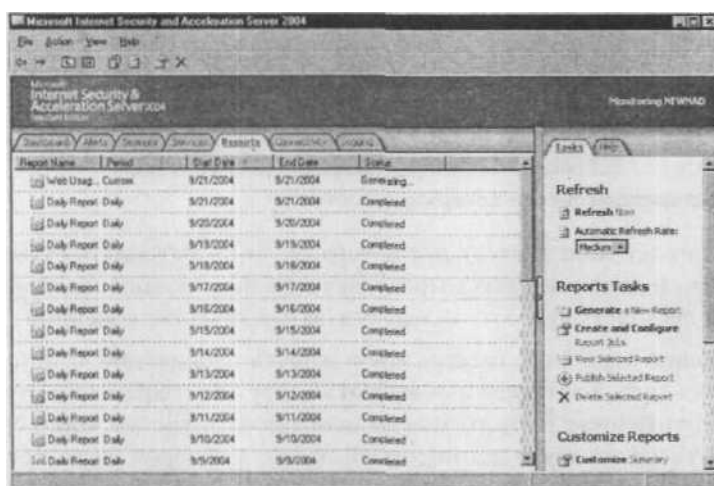 Microsoft Internet Security and Acceleration Server 2004
File Action View Help
Microsoft
Internet Security &
Acceleration Server 2004
Monitoring
Dashboard Alerts Sessions Services Reports Connectivity Logging
Tasks Help
Report Name Period Start Date End Date Status
Web Usag... Custom 9/21/2004 9/21/2004 Generating...
Daily Report Daily 9/21/2004 9/21/2004 Completed
Daily Report Daily 9/20/2004 9/20/2004 Completed
Daily Report Daily 9/19/2004 9/19/2004 Completed
Daily Report Daily 9/18/2004 9/18/2004 Completed
Daily Report Daily 9/17/2004 9/17/2004 Completed
Daily Report Daily 9/16/2004 9/16/2004 Completed
Daily Report Daily 9/15/2004 9/15/2004 Completed
Daily Report Daily 9/14/2004 9/14/2004 Completed
Daily Report Daily 9/13/2004 9/13/2004 Completed
Daily Report Daily 9/12/2004 9/12/2004 Completed
Daily Report Daily 9/11/2004 9/11/2004 Completed
Daily Report Daily 9/10/2004 9/10/2004 Completed
Daily Report Daily 9/9/2004 9/9/2004 Completed
Refresh
Refresh Now
Automatic Refresh Rate:
Medium
Reports Tasks
Generate a New Report
Create and Configure
Report Jobs
View Selected Report
Publish Selected Report
Delete Selected Report
Customize Reports
Customize Summary